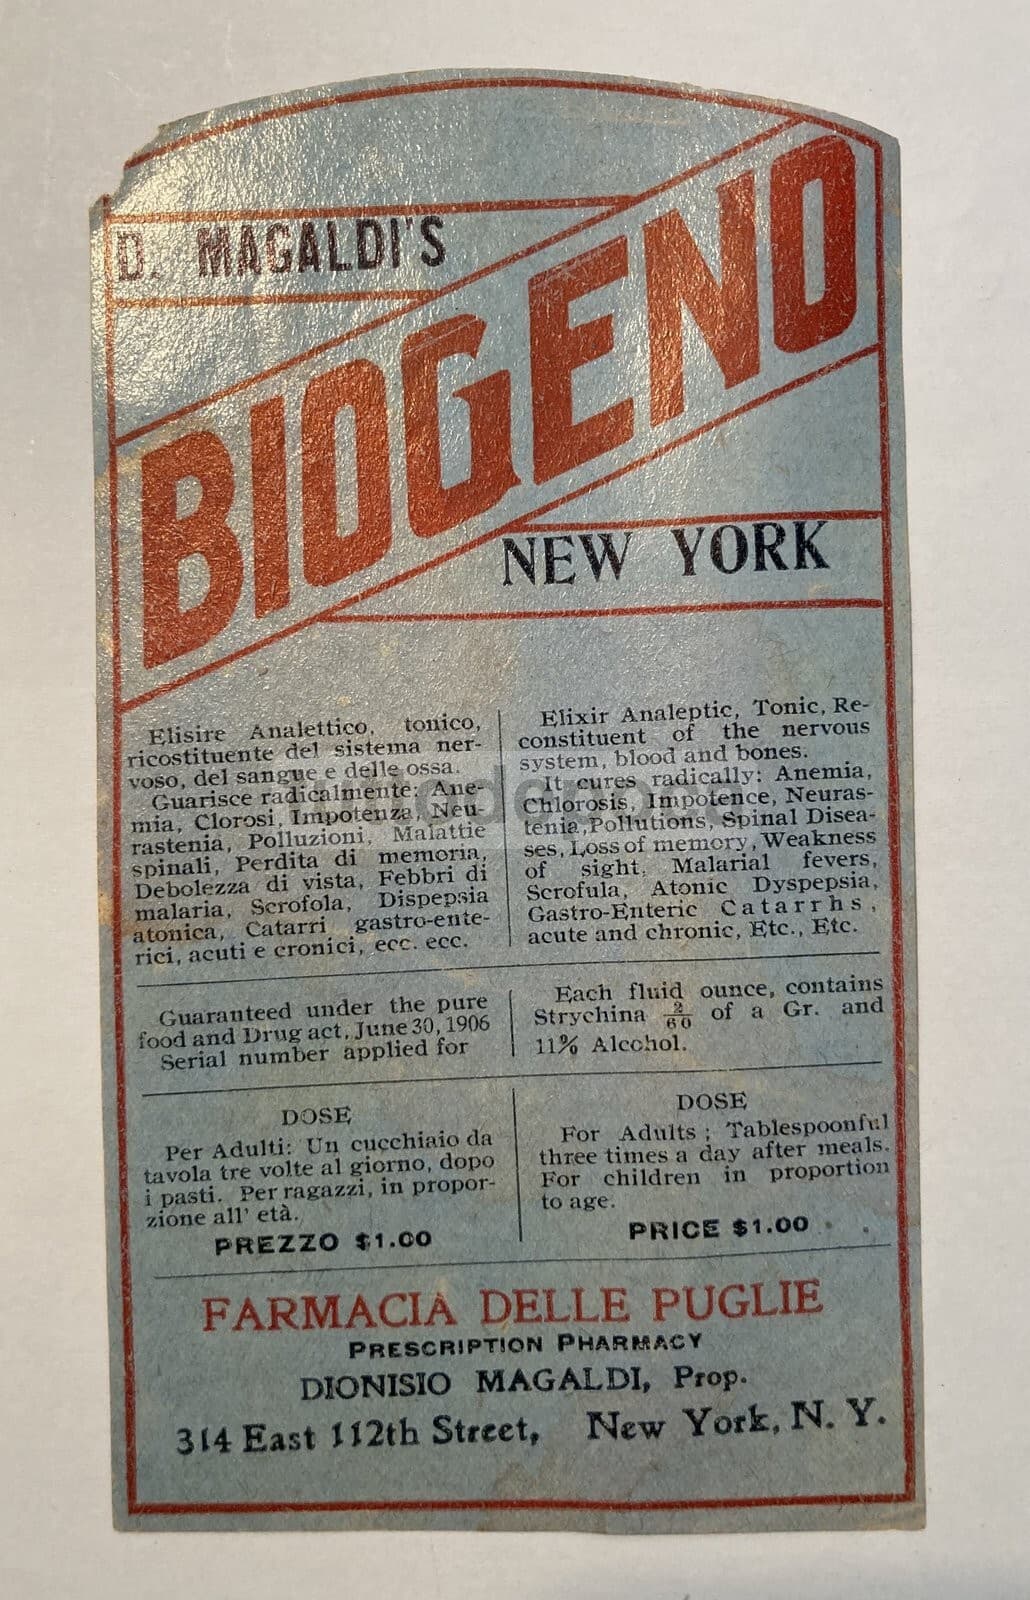 D. MAGALDI'S
BIOGENO
NEW YORK
Elisire Analettico, tonico,
ricostituente del sistema ner-
voso, del sangue e delle ossa.
Guarisce radicalmente: Ane-
mia, Clorosi, Impotenza, Neu-
rastenia, Polluzioni, Malattie
spinali, Perdita di memoria,
Debolezza di vista, Febbri di
malaria, Scrofola, Dispepsia
atonica, Catarri gastro-ente-
rici, acuti e cronici, ecc. ecc.
Elixir Analeptic, Tonic, Re-
constituent of the nervous
system, blood and bones.
It cures radically: Anemia,
Chlorosis, Impotence, Neuras-
tenia, Pollutions, Spinal Disea-
ses, Loss of memory, Weakness
of sight, Malarial fevers,
Scrofula, Atonic Dyspepsia,
Gastro-Enteric Catarrhs,
acute and chronic, Etc., Etc.
Guaranteed under the pure
food and Drug act, June 30, 1906
Serial number applied for
Each fluid ounce, contains
Strychina 2/60 of a Gr. and
11% Alcohol.
DOSE
Per Adulti: Un cucchiaio da
tavola tre volte al giorno, dopo
i pasti. Per ragazzi, in propor-
zione all' età.
PREZZO $1.00
DOSE
For Adults; Tablespoonful
three times a day after meals.
For children in proportion
to age.
PRICE $1.00
FARMACIA DELLE PUGLIE
PRESCRIPTION PHARMACY
DIONISIO MAGALDI, Prop.
314 East 112th Street, New York, N. Y.